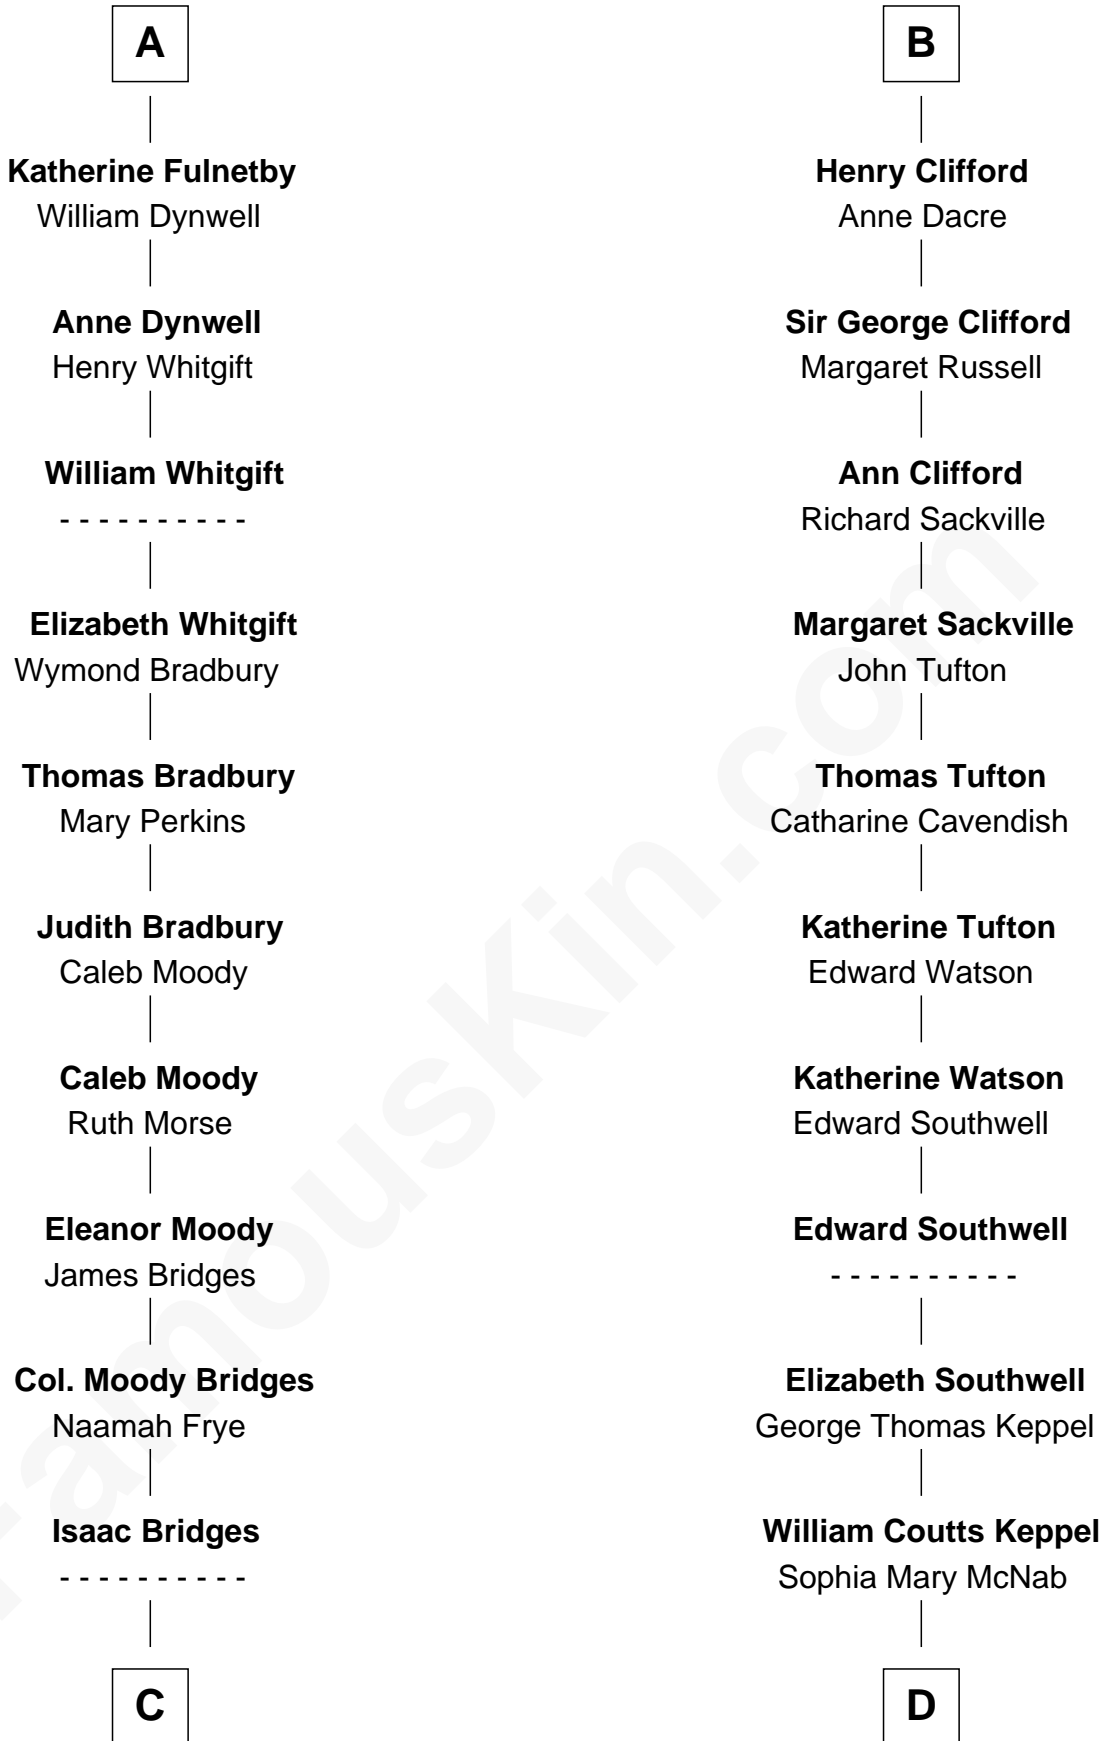 A
Katherine Fulnetby
William Dynwell
Anne Dynwell
Henry Whitgift
William Whitgift
- - - - - - - - - -
Elizabeth Whitgift
Wymond Bradbury
Thomas Bradbury
Mary Perkins
Judith Bradbury
Caleb Moody
Caleb Moody
Ruth Morse
Eleanor Moody
James Bridges
Col. Moody Bridges
Naamah Frye
Isaac Bridges
- - - - - - - - - -
C
B
Henry Clifford
Anne Dacre
Sir George Clifford
Margaret Russell
Ann Clifford
Richard Sackville
Margaret Sackville
John Tufton
Thomas Tufton
Catharine Cavendish
Katherine Tufton
Edward Watson
Katherine Watson
Edward Southwell
Edward Southwell
- - - - - - - - - -
Elizabeth Southwell
George Thomas Keppel
William Coutts Keppel
Sophia Mary McNab
D
FamousKin.com